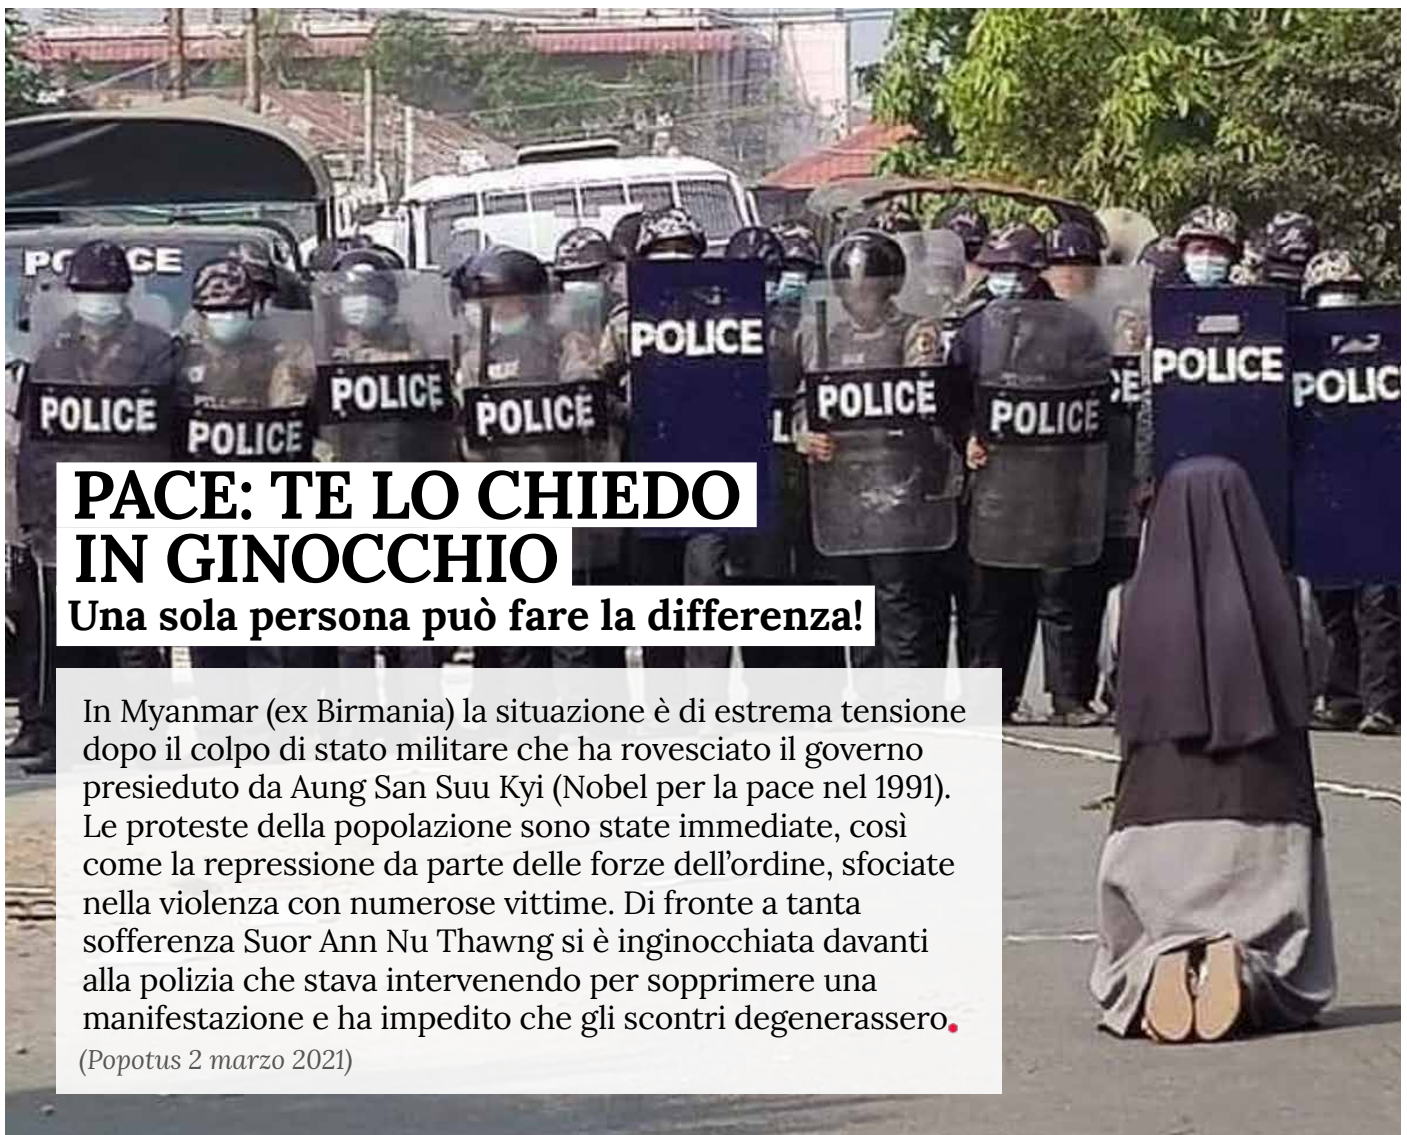 POLICE
POLICE
POLICE
POLICE
POLICE
POLICE
POLICE
POLICE
POLICE
POLIC
PACE: TE LO CHIEDO
IN GINOCCHIO
Una sola persona può fare la differenza!
In Myanmar (ex Birmania) la situazione è di estrema tensione
dopo il colpo di stato militare che ha rovesciato il governo
presieduto da Aung San Suu Kyi (Nobel per la pace nel 1991).
Le proteste della popolazione sono state immediate, così
come la repressione da parte delle forze dell’ordine, sfociate
nella violenza con numerose vittime. Di fronte a tanta
sofferenza Suor Ann Nu Thawng si è inginocchiata davanti
alla polizia che stava intervenendo per sopprimere una
manifestazione e ha impedito che gli scontri degenerassero.
(Popotus 2 marzo 2021)